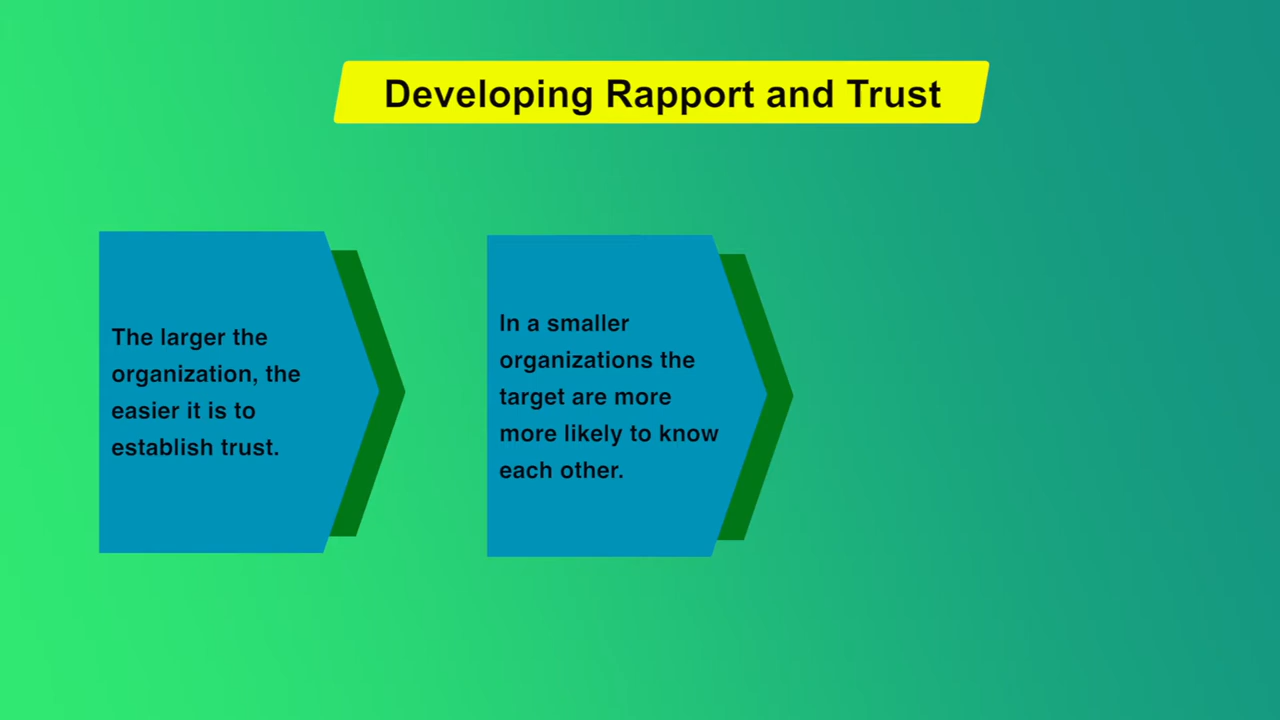 Developing Rapport and Trust
The larger the
organization, the
easier it is to
establish trust.
In a smaller
organizations the
target are more
more likely to know
each other.